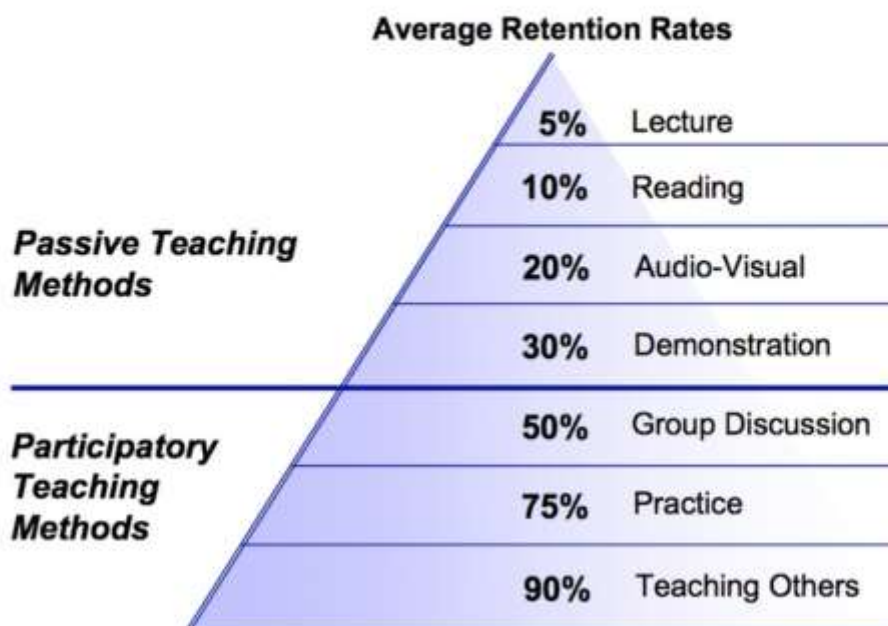 Average Retention Rates
5% Lecture
10% Reading
20% Audio-Visual
30% Demonstration
Passive Teaching
Methods
50% Group Discussion
75% Practice
90% Teaching Others
Participatory
Teaching
Methods